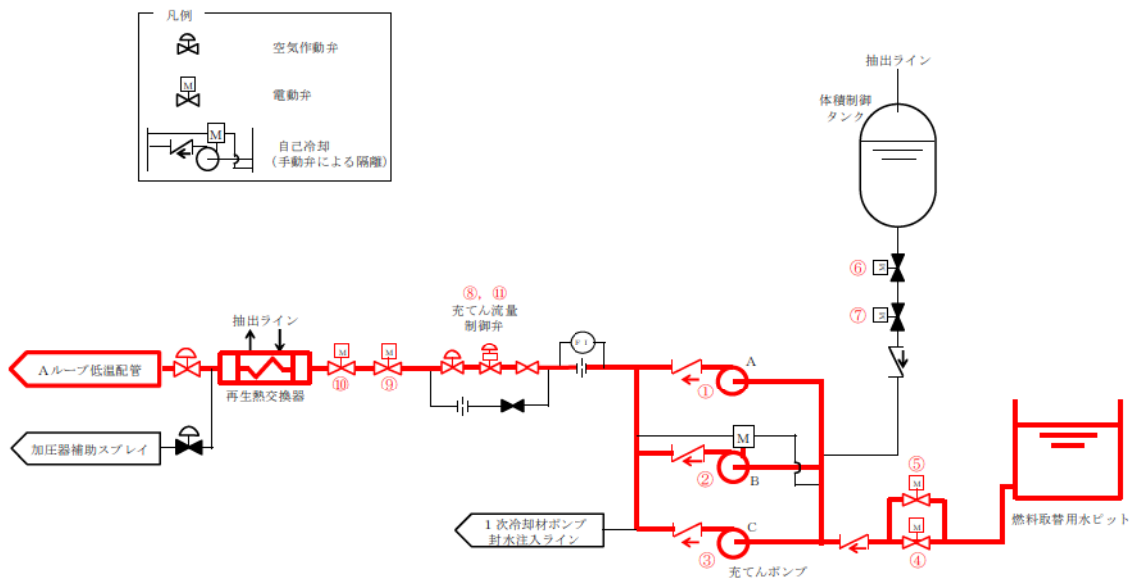 凡例
空気作動弁
M
電動弁
M
自己冷却
(手動弁による隔離)
抽出ライン
体積制御
タンク
⑥
M
⑦
M
⑧, ⑪
充てん流量
制御弁
抽出ライン
FI
M
M
Aループ低温配管
⑩
⑨
再生熱交換器
①
A
加圧器補助スプレイ
M
②
B
⑤
M
1次冷却材ポンプ
封水注入ライン
③
C
M
④
充てんポンプ
燃料取替用水ピット